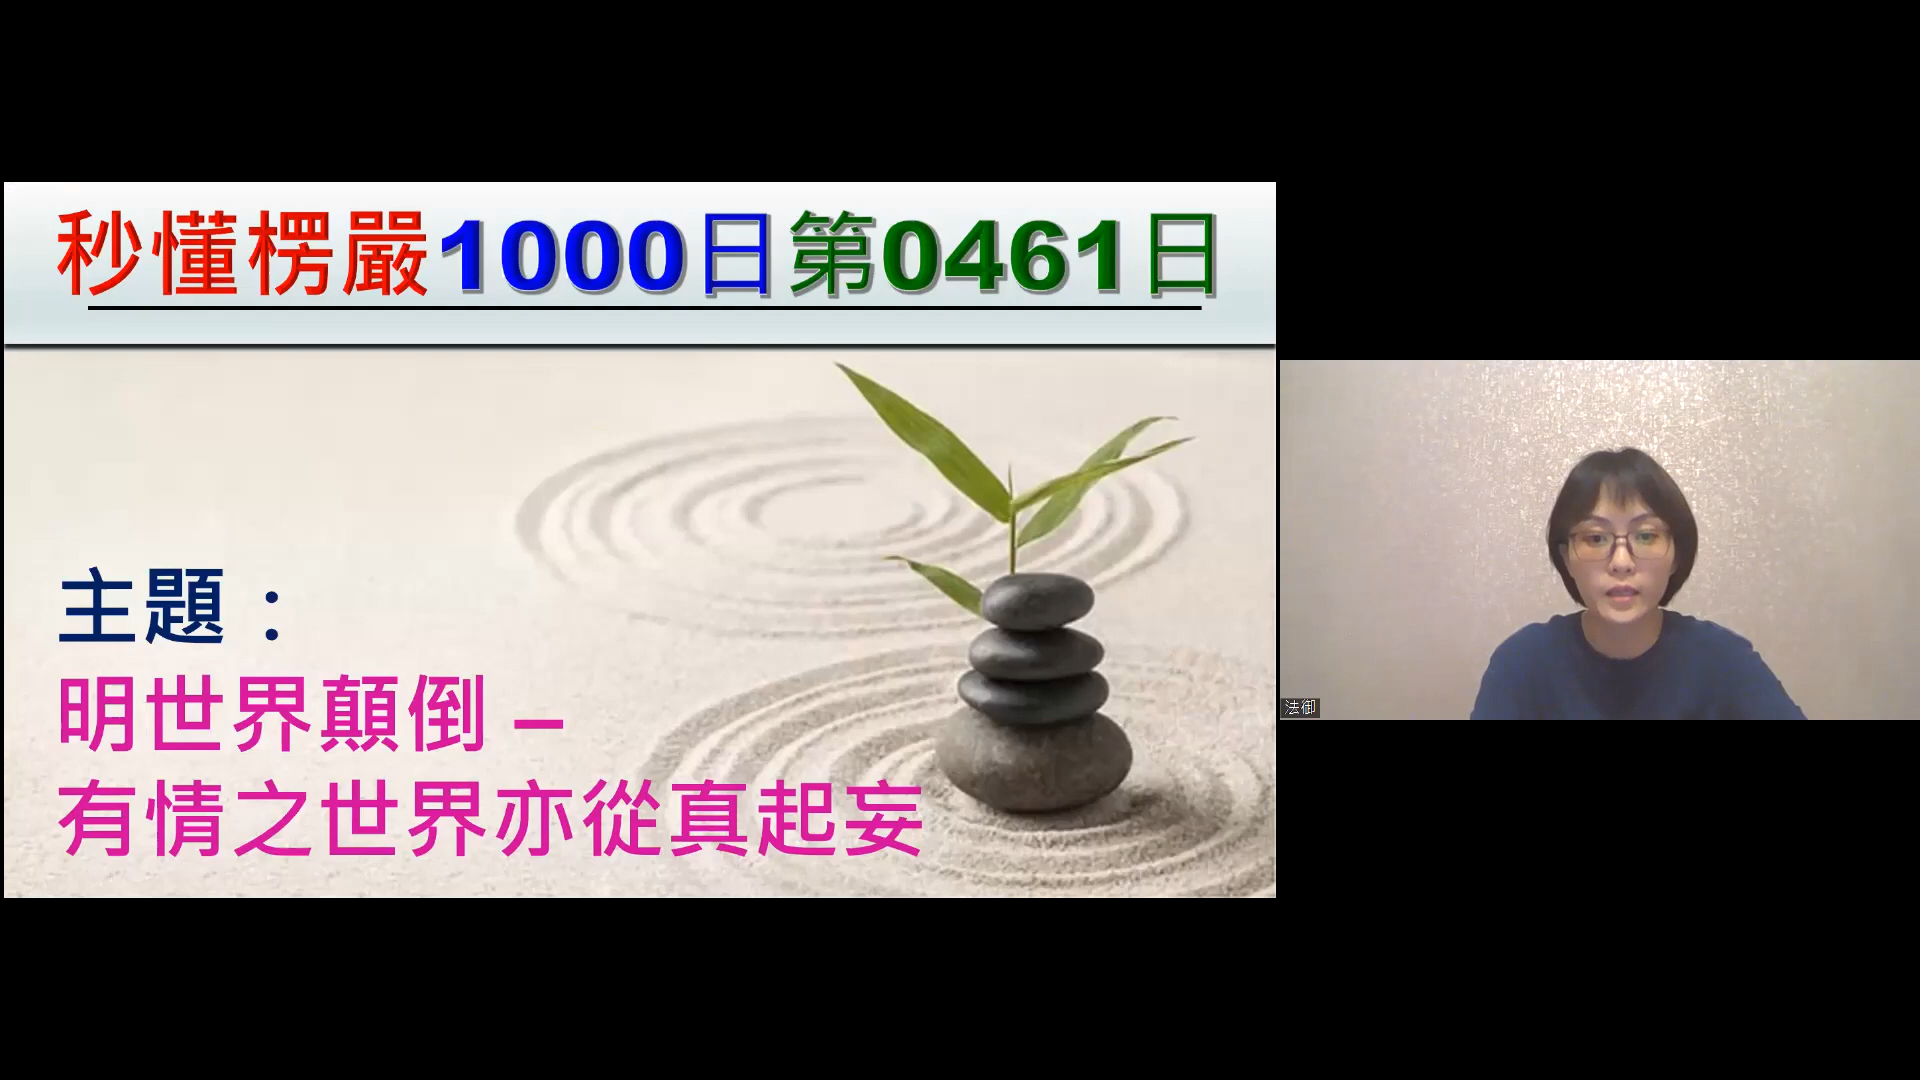 秒懂楞嚴1000日第0461日
主題：
明世界顛倒 –
有情之世界亦從真起妄
法御